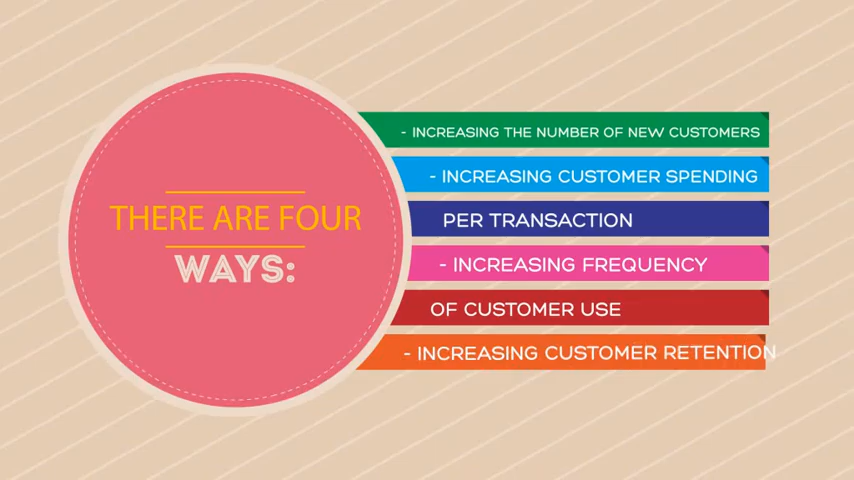 THERE ARE FOUR
WAYS:
- INCREASING THE NUMBER OF NEW CUSTOMERS
- INCREASING CUSTOMER SPENDING
PER TRANSACTION
- INCREASING FREQUENCY
OF CUSTOMER USE
- INCREASING CUSTOMER RETENTION